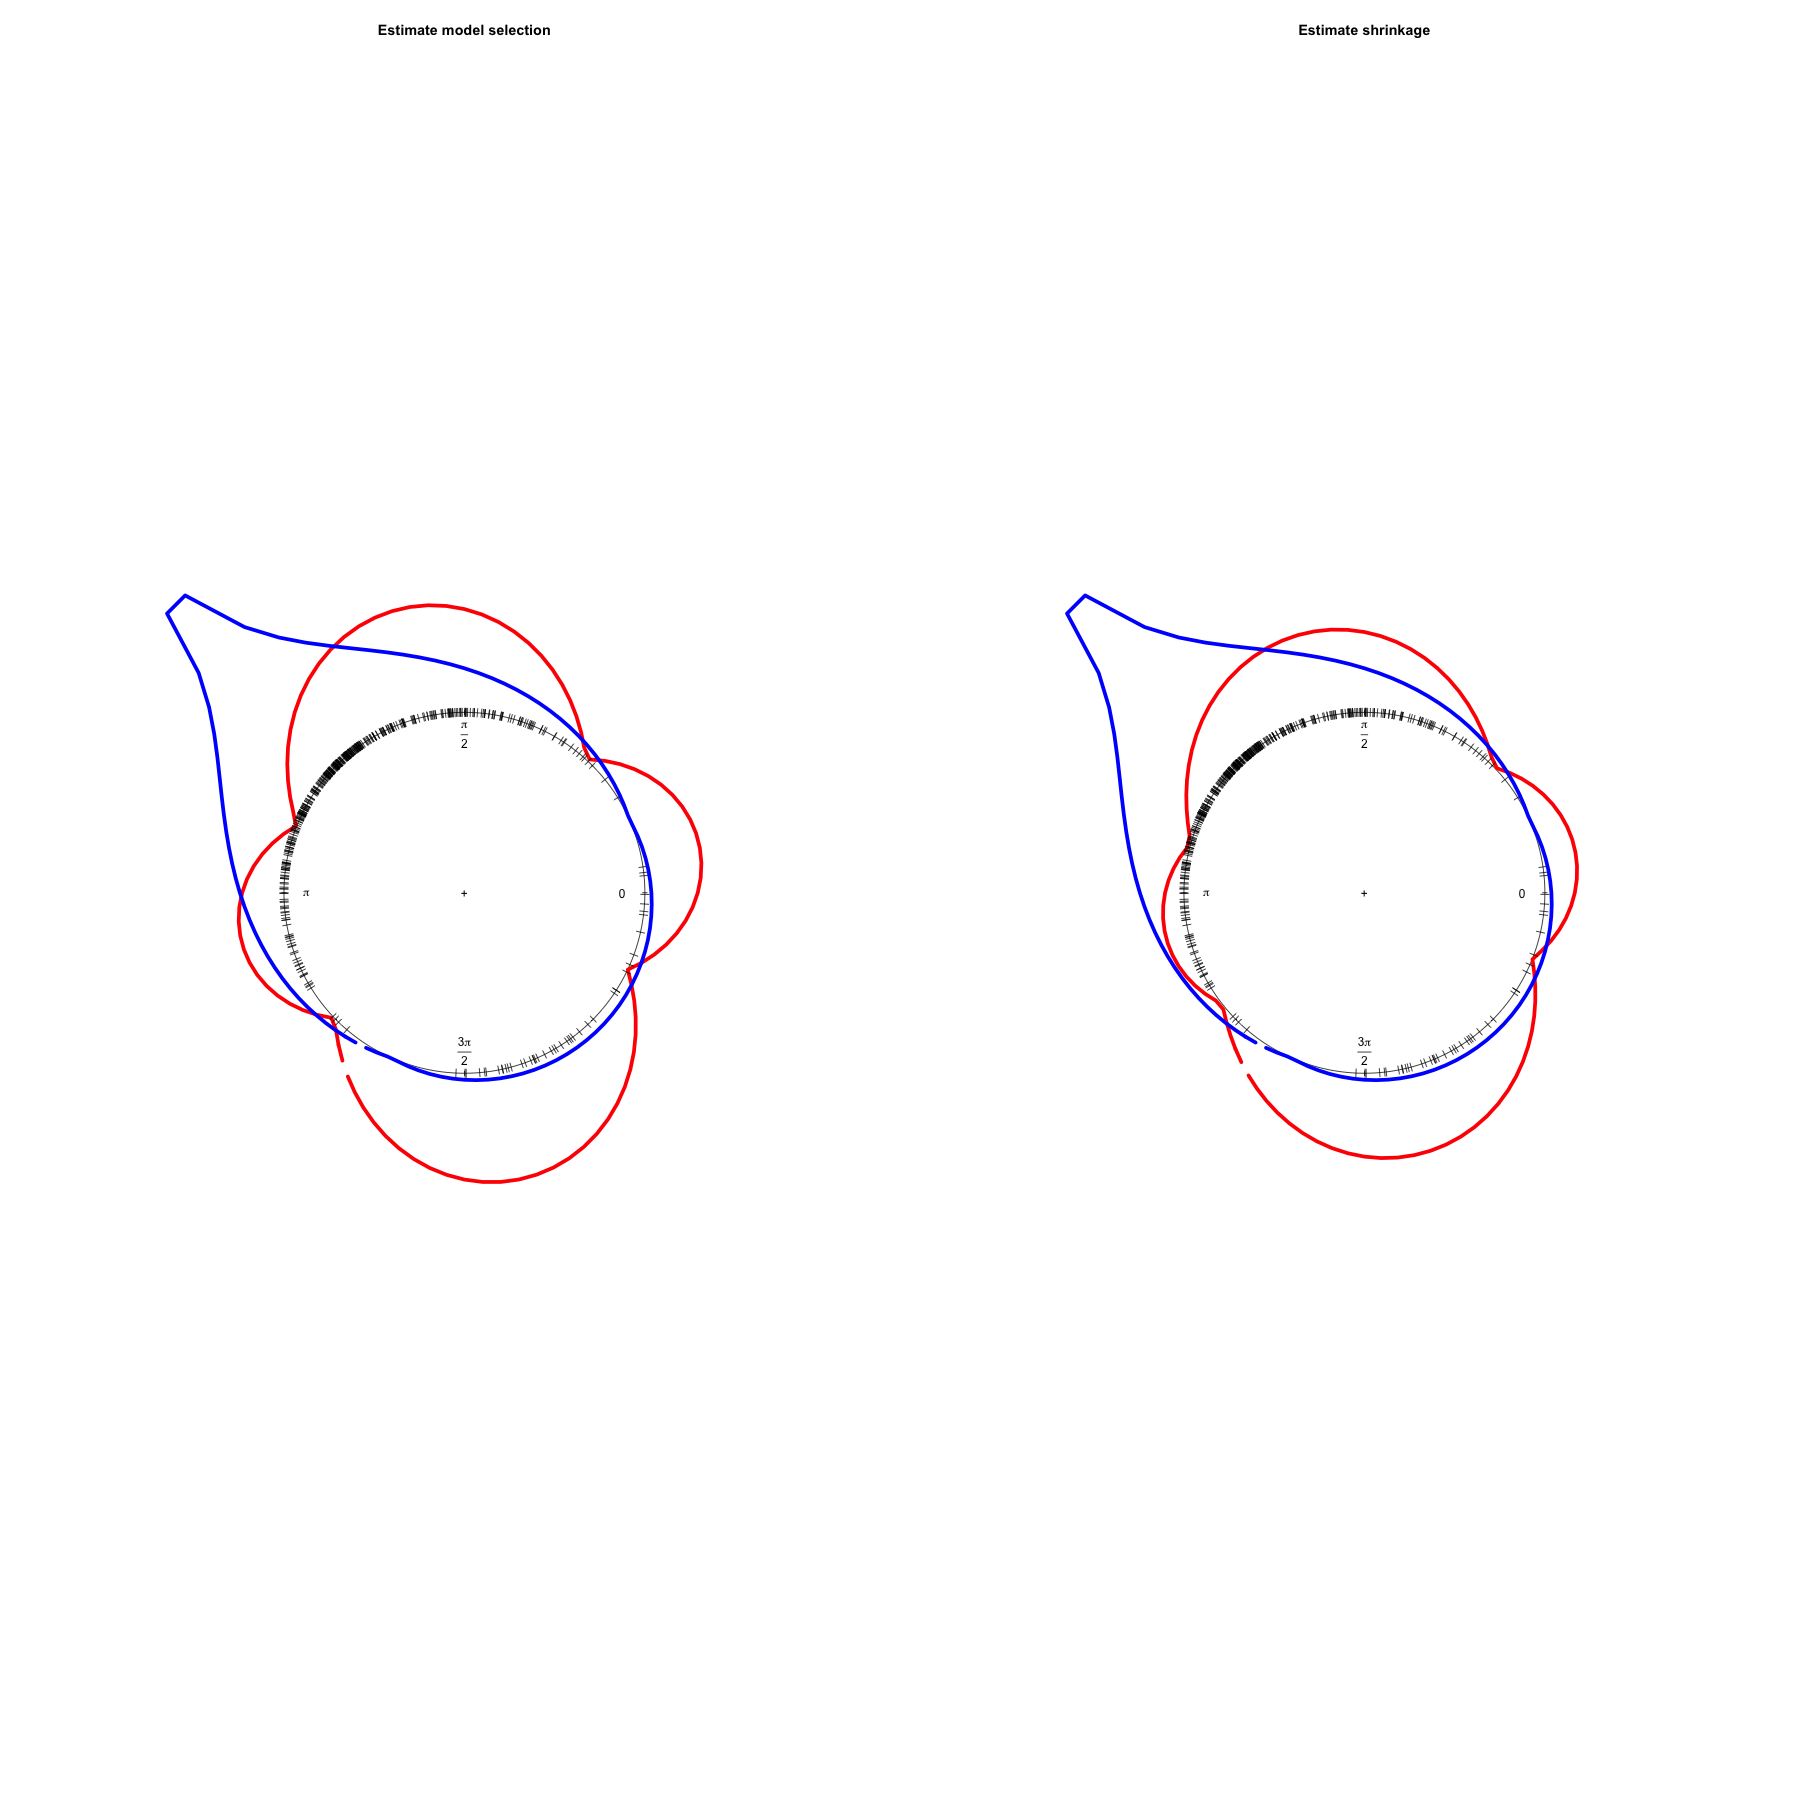 Estimate model selection
π
2
π
+
0
3π
2
Estimate shrinkage
π
2
π
+
0
3π
2